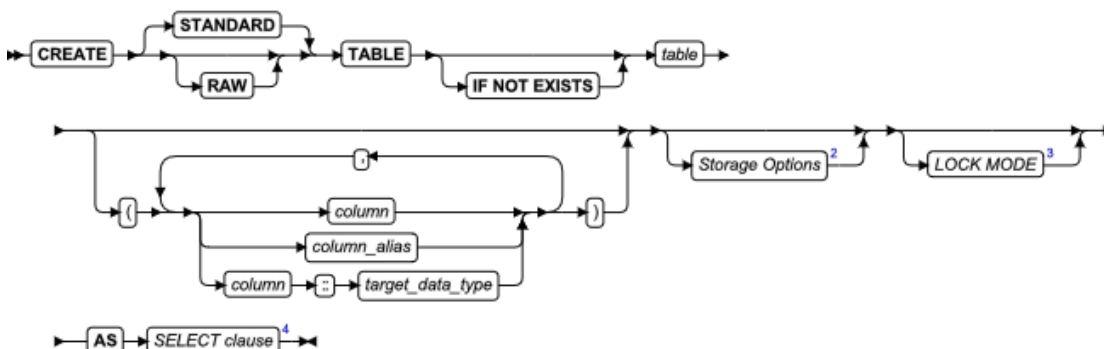 STANDARD
CREATE TABLE table
RAW IF NOT EXISTS
,
Storage Options 2 LOCK MODE 3
( column )
column_alias
column :: target_data_type
AS SELECT clause 4